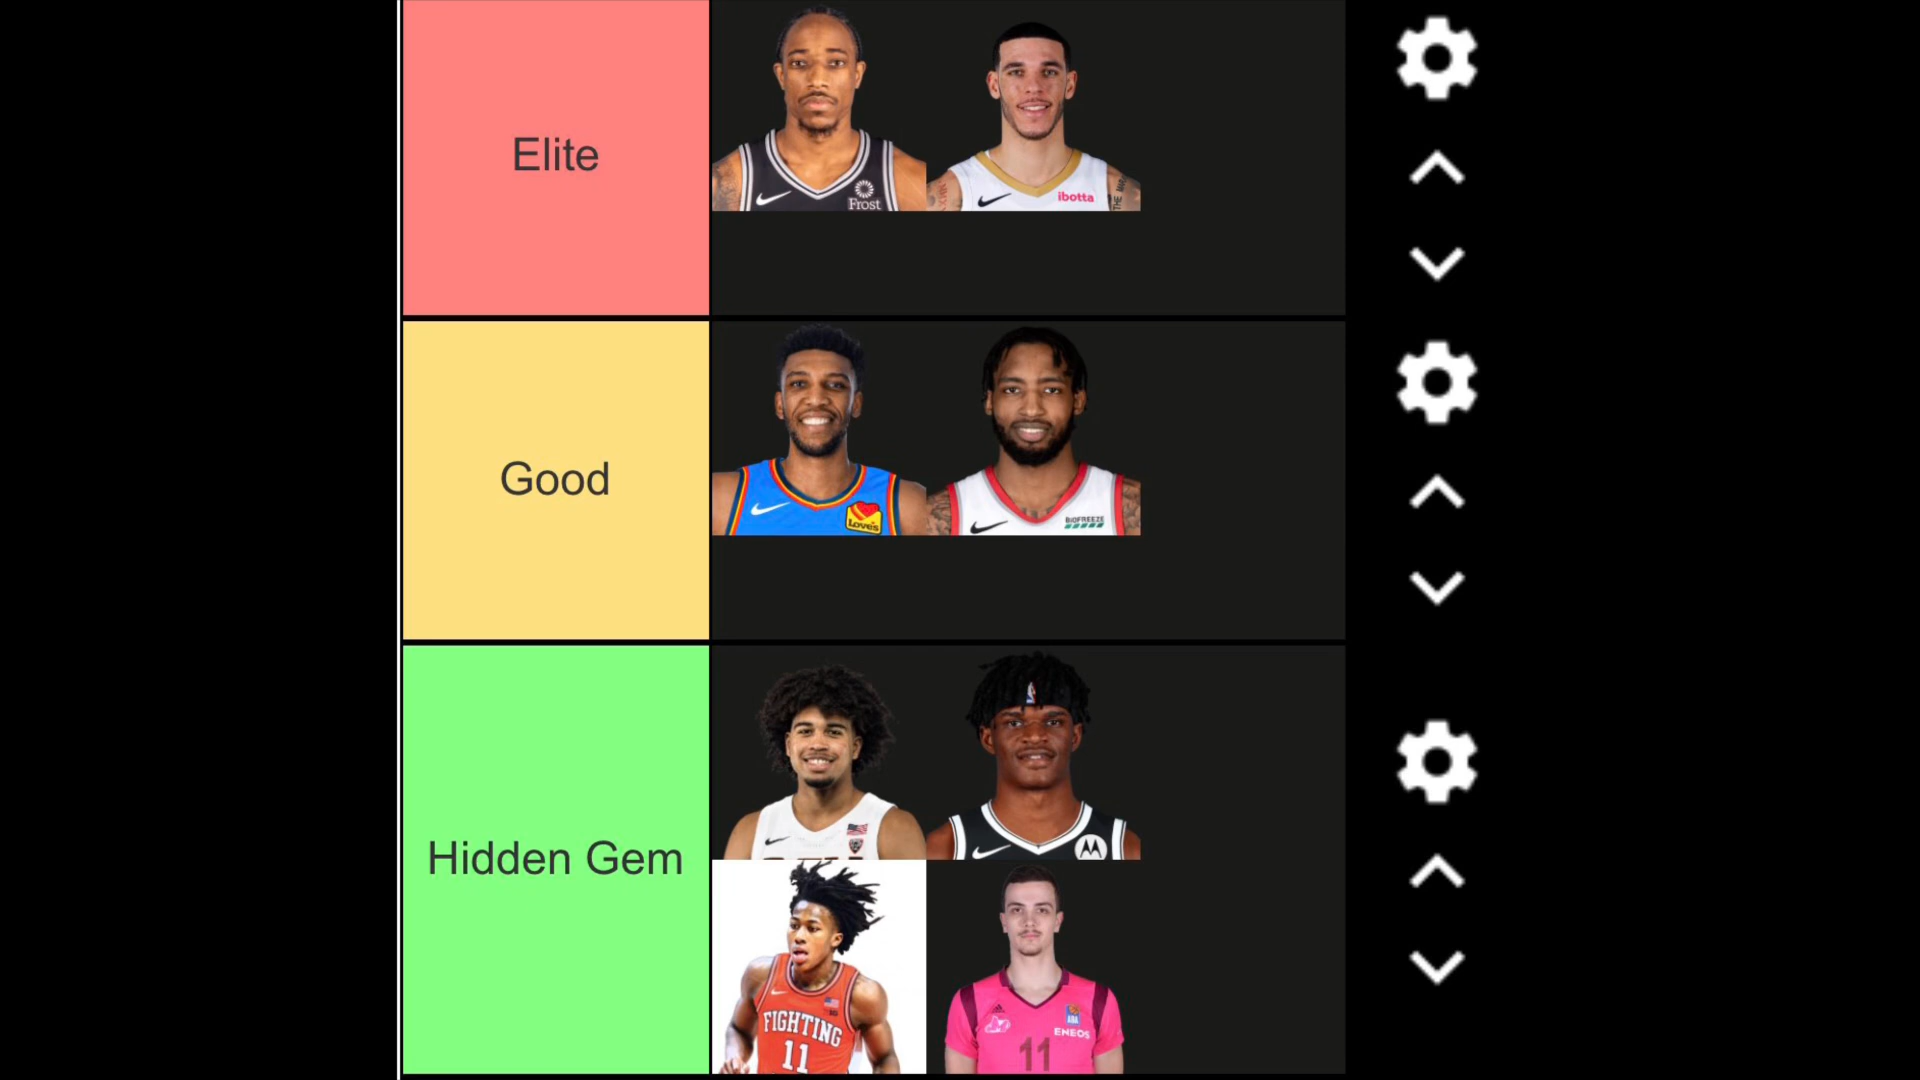 Elite
Frost
ibotta
Good
Love's
BIOFREEZE
Hidden Gem
FIGHTING
11
ENEOS
11